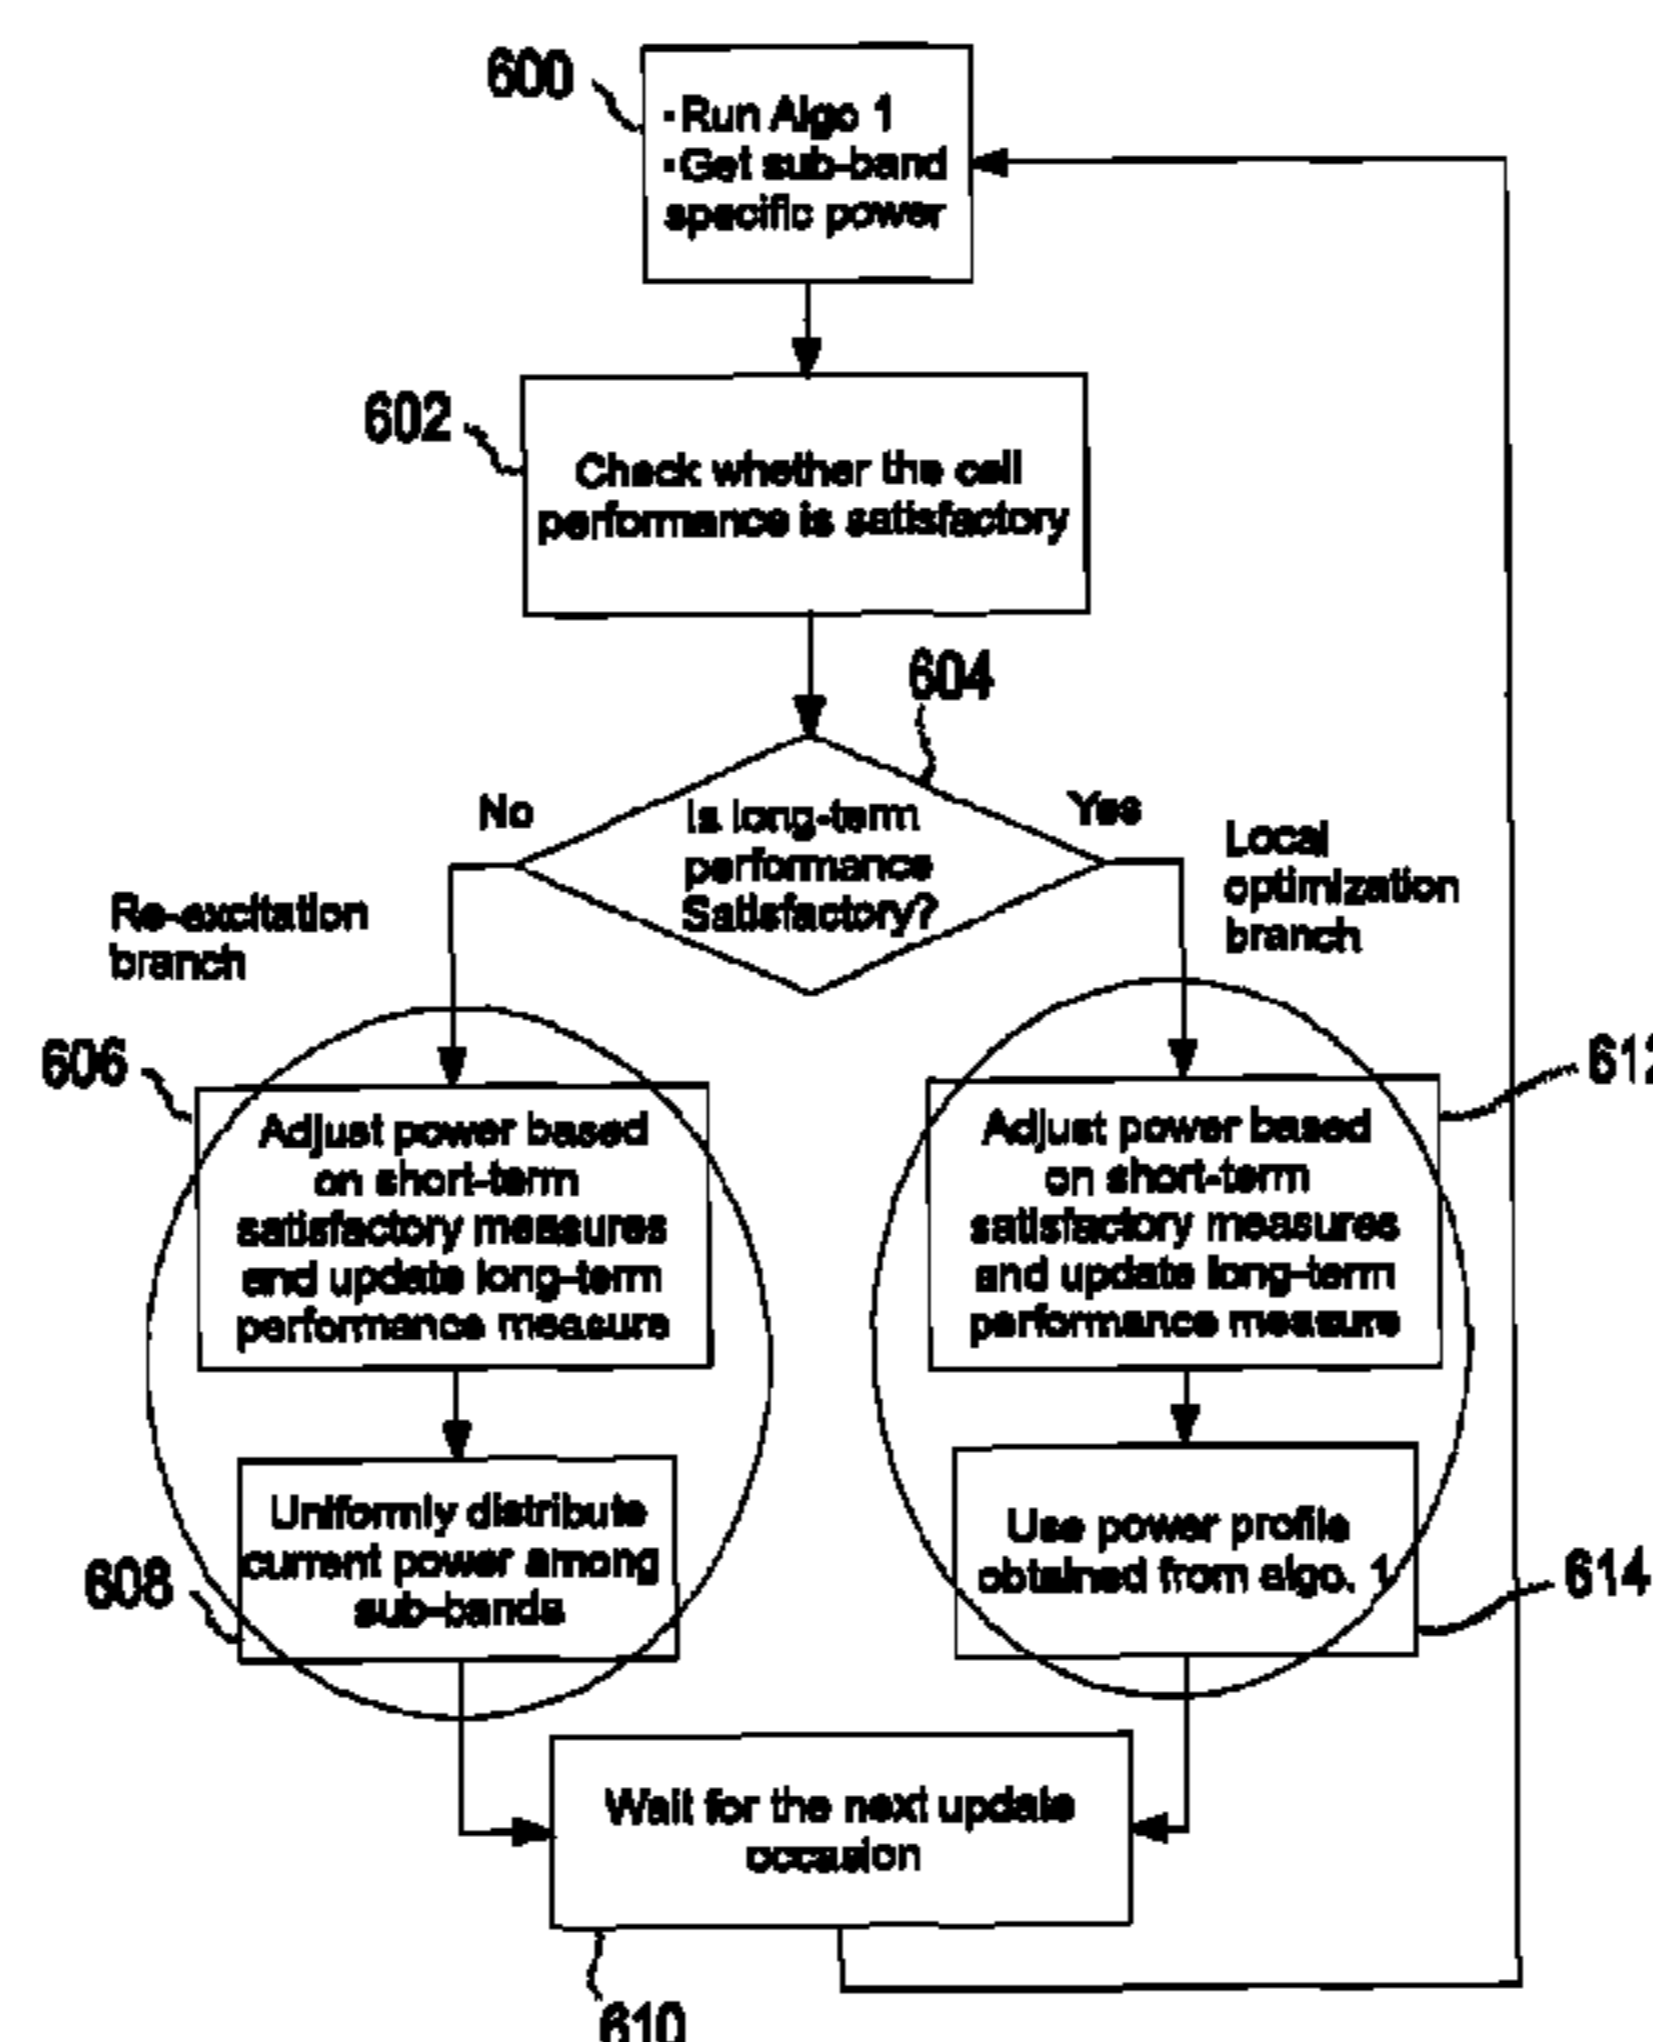 600
·Run Algo 1
·Get sub-band
specific power
602
Check whether the cell
performance is satisfactory
604
No
Is long-term
performance
Satisfactory?
Yes
Local
optimization
branch
Re-excitation
branch
606
Adjust power based
on short-term
satisfactory measures
and update long-term
performance measure
612
Adjust power based
on short-term
satisfactory measures
and update long-term
performance measure
608
Uniformly distribute
current power among
sub-bands
Use power profile
obtained from algo. 1
614
Wait for the next update
occasion
610